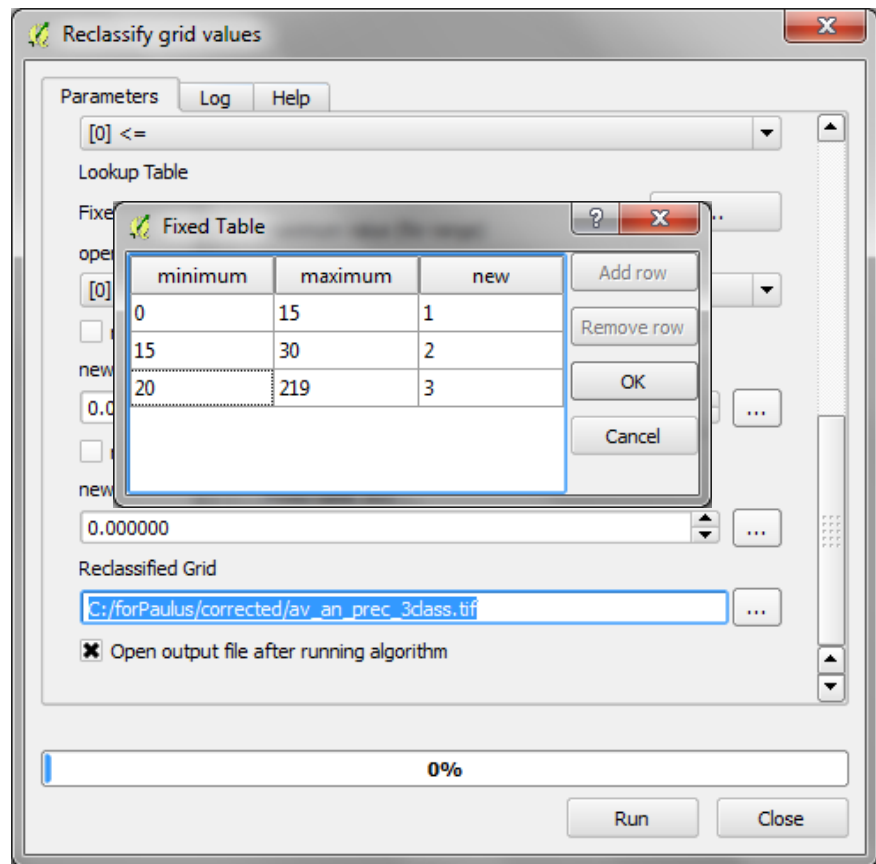 Reclassify grid values
Parameters Log Help
[0] <=
Lookup Table
Fixe
Fixed Table
?
..
oper
minimum maximum new
Add row
[0]
0 15 1
Remove row
15 30 2
new
20 219 3
OK
0.0
...
Cancel
new
0.000000
...
Reclassified Grid
C:/forPaulus/corrected/av_an_prec_3class.tif
...
Open output file after running algorithm
0%
Run Close